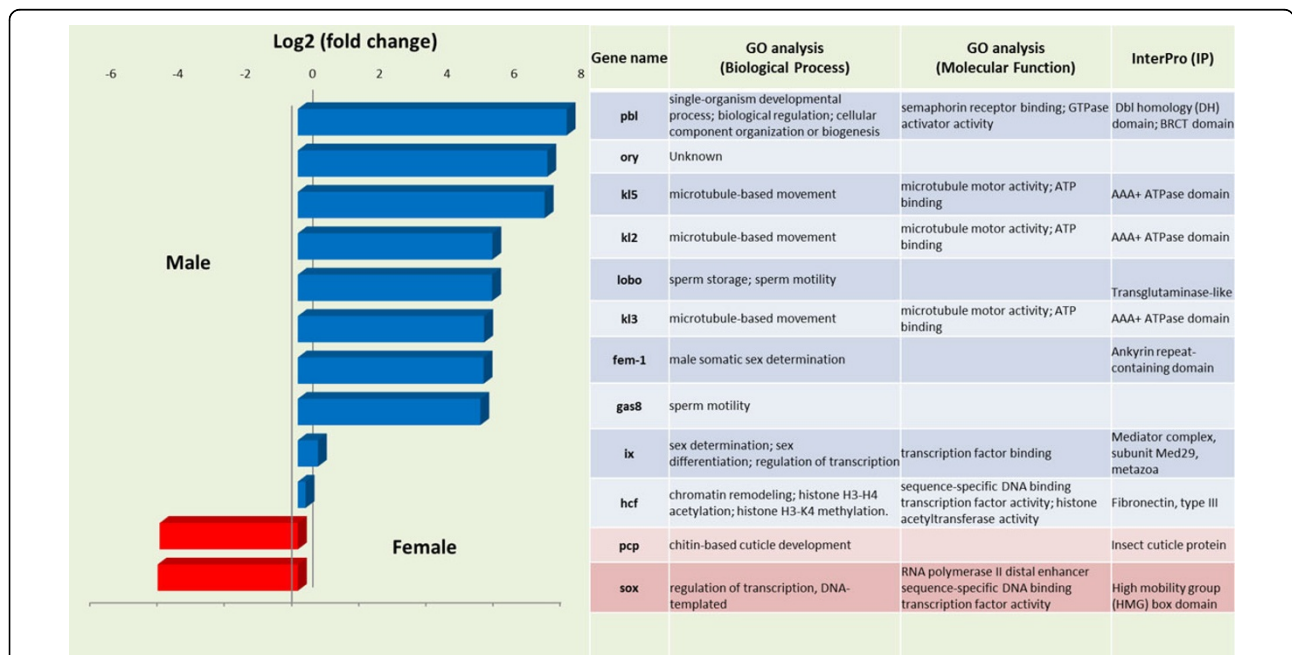 Log2 (fold change)
-6 -4 -2 0 2 4 6 8
Male
Female
Gene name
GO analysis
(Biological Process)
GO analysis
(Molecular Function)
InterPro (IP)
pbl
single-organism developmental
process; biological regulation; cellular
component organization or biogenesis
semaphorin receptor binding; GTPase
activator activity
Dbl homology (DH)
domain; BRCT domain
ory
Unknown
kl5
microtubule-based movement
microtubule motor activity; ATP
binding
AAA+ ATPase domain
kl2
microtubule-based movement
microtubule motor activity; ATP
binding
AAA+ ATPase domain
lobo
sperm storage; sperm motility
Transglutaminase-like
kl3
microtubule-based movement
microtubule motor activity; ATP
binding
AAA+ ATPase domain
fem-1
male somatic sex determination
Ankyrin repeat-
containing domain
gas8
sperm motility
ix
sex determination; sex
differentiation; regulation of transcription
transcription factor binding
Mediator complex,
subunit Med29,
metazoa
hcf
chromatin remodeling; histone H3-H4
acetylation; histone H3-K4 methylation.
sequence-specific DNA binding
transcription factor activity; histone
acetyltransferase activity
Fibronectin, type III
pcp
chitin-based cuticle development
Insect cuticle protein
sox
regulation of transcription, DNA-
templated
RNA polymerase II distal enhancer
sequence-specific DNA binding
transcription factor activity
High mobility group
(HMG) box domain